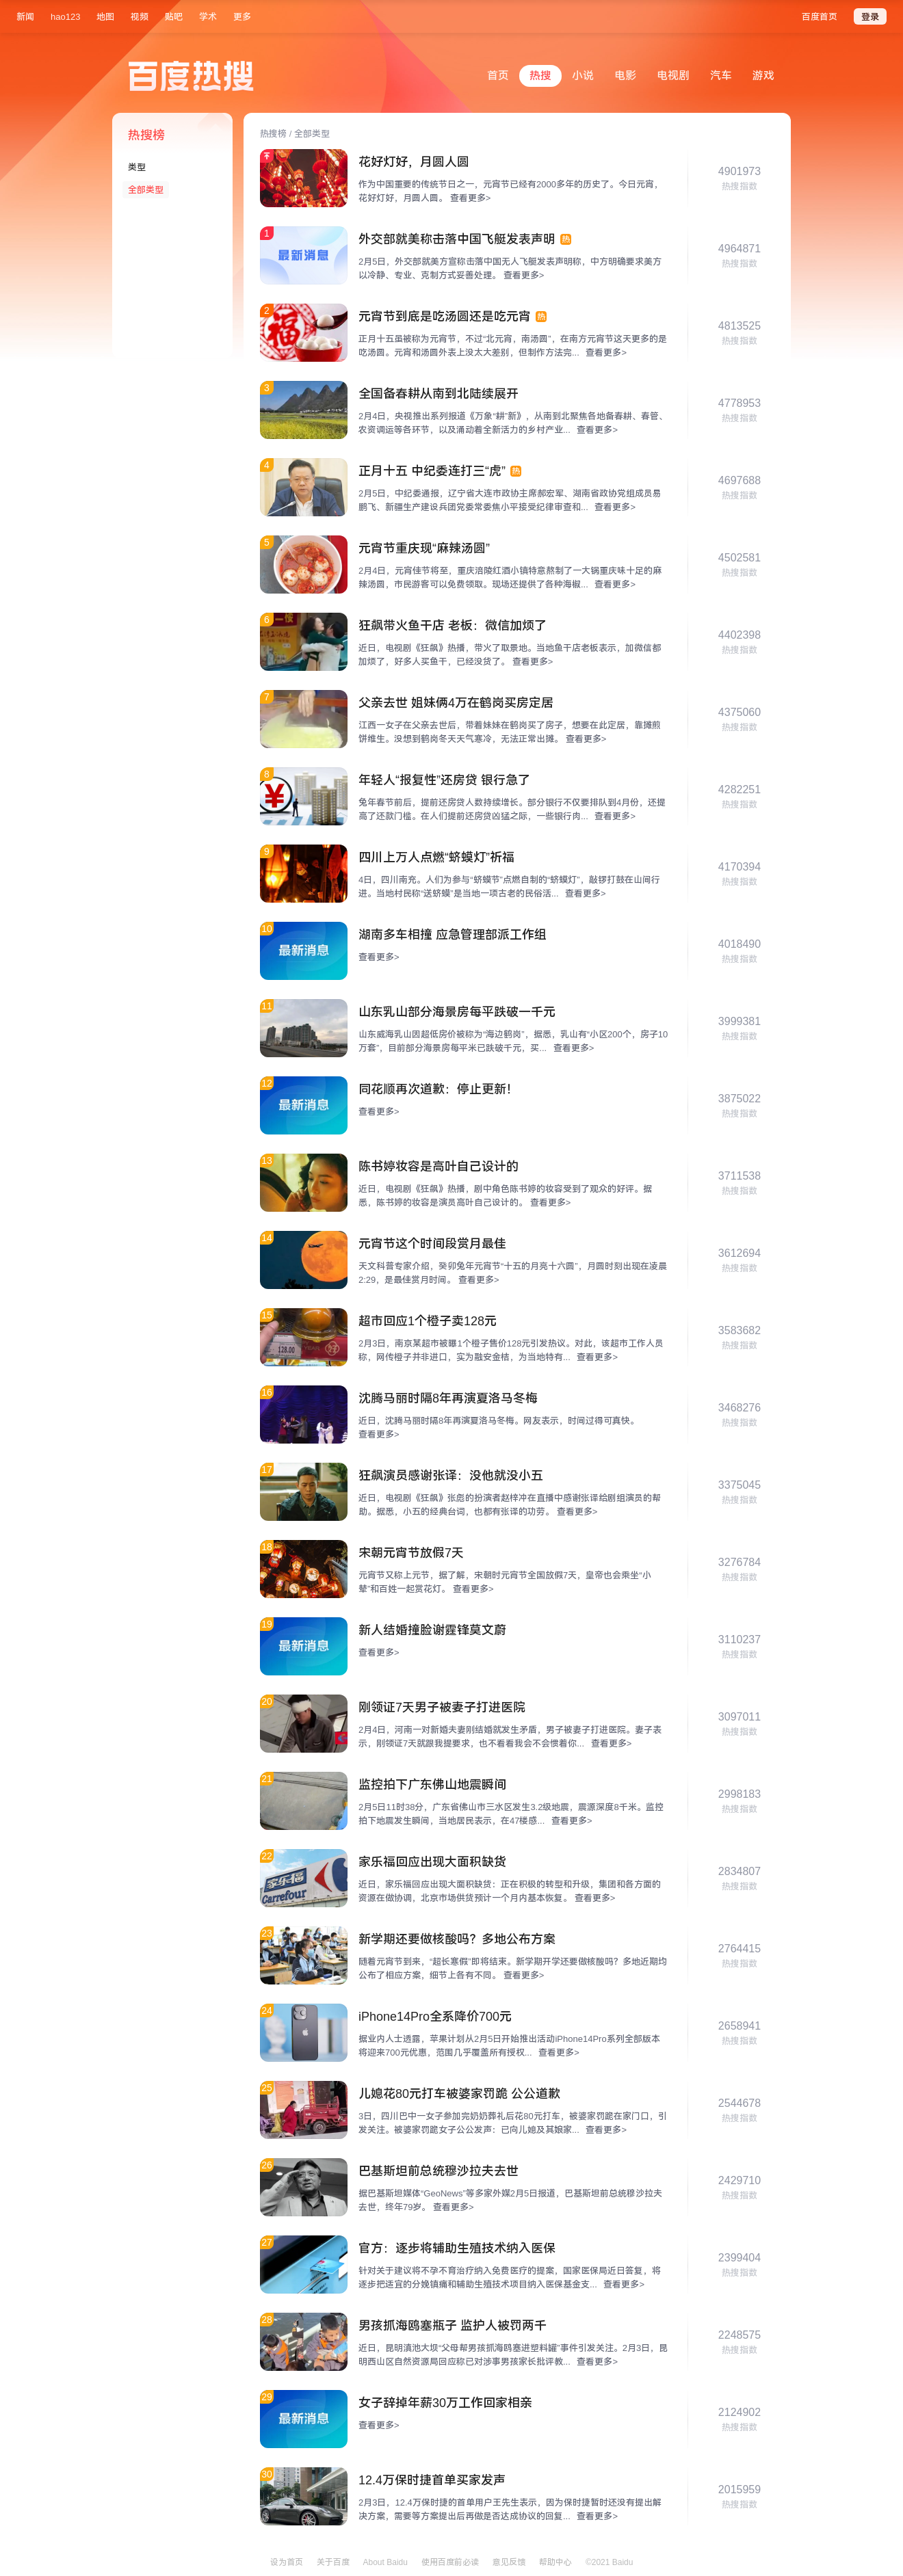 新闻 hao123 地图 视频 贴吧 学术 更多 百度首页 登录
百度热搜 首页 热搜 小说 电影 电视剧 汽车 游戏
热搜榜
类型
全部类型
热搜榜 / 全部类型
花好灯好，月圆人圆
作为中国重要的传统节日之一，元宵节已经有2000多年的历史了。今日元宵，
花好灯好，月圆人圆。 查看更多>
4901973
热搜指数
1
最新消息
外交部就美称击落中国飞艇发表声明 热
2月5日，外交部就美方宣称击落中国无人飞艇发表声明称，中方明确要求美方
以冷静、专业、克制方式妥善处理。 查看更多>
4964871
热搜指数
2
元宵节到底是吃汤圆还是吃元宵 热
正月十五虽被称为元宵节，不过“北元宵，南汤圆”，在南方元宵节这天更多的是
吃汤圆。元宵和汤圆外表上没太大差别，但制作方法完... 查看更多>
4813525
热搜指数
3
全国备春耕从南到北陆续展开
2月4日，央视推出系列报道《万象“耕”新》，从南到北聚焦各地备春耕、春管、
农资调运等各环节，以及涌动着全新活力的乡村产业... 查看更多>
4778953
热搜指数
4
正月十五 中纪委连打三“虎” 热
2月5日，中纪委通报，辽宁省大连市政协主席郝宏军、湖南省政协党组成员易
鹏飞、新疆生产建设兵团党委常委焦小平接受纪律审查和... 查看更多>
4697688
热搜指数
5
元宵节重庆现“麻辣汤圆”
2月4日，元宵佳节将至，重庆涪陵红酒小镇特意熬制了一大锅重庆味十足的麻
辣汤圆，市民游客可以免费领取。现场还提供了各种海椒... 查看更多>
4502581
热搜指数
6
狂飙带火鱼干店 老板：微信加烦了
近日，电视剧《狂飙》热播，带火了取景地。当地鱼干店老板表示，加微信都
加烦了，好多人买鱼干，已经没货了。 查看更多>
4402398
热搜指数
7
父亲去世 姐妹俩4万在鹤岗买房定居
江西一女子在父亲去世后，带着妹妹在鹤岗买了房子，想要在此定居，靠摊煎
饼维生。没想到鹤岗冬天天气寒冷，无法正常出摊。 查看更多>
4375060
热搜指数
8
年轻人“报复性”还房贷 银行急了
兔年春节前后，提前还房贷人数持续增长。部分银行不仅要排队到4月份，还提
高了还款门槛。在人们提前还房贷凶猛之际，一些银行肉... 查看更多>
4282251
热搜指数
9
四川上万人点燃“蛴蟆灯”祈福
4日，四川南充。人们为参与“蛴蟆节”点燃自制的“蛴蟆灯”，敲锣打鼓在山间行
进。当地村民称“送蛴蟆”是当地一项古老的民俗活... 查看更多>
4170394
热搜指数
10
最新消息
湖南多车相撞 应急管理部派工作组
查看更多>
4018490
热搜指数
11
山东乳山部分海景房每平跌破一千元
山东威海乳山因超低房价被称为“海边鹤岗”，据悉，乳山有“小区200个，房子10
万套”，目前部分海景房每平米已跌破千元，买... 查看更多>
3999381
热搜指数
12
最新消息
同花顺再次道歉：停止更新！
查看更多>
3875022
热搜指数
13
陈书婷妆容是高叶自己设计的
近日，电视剧《狂飙》热播，剧中角色陈书婷的妆容受到了观众的好评。据
悉，陈书婷的妆容是演员高叶自己设计的。 查看更多>
3711538
热搜指数
14
元宵节这个时间段赏月最佳
天文科普专家介绍，癸卯兔年元宵节“十五的月亮十六圆”，月圆时刻出现在凌晨
2:29，是最佳赏月时间。 查看更多>
3612694
热搜指数
15
128.00
超市回应1个橙子卖128元
2月3日，南京某超市被曝1个橙子售价128元引发热议。对此，该超市工作人员
称，网传橙子并非进口，实为融安金桔，为当地特有... 查看更多>
3583682
热搜指数
16
沈腾马丽时隔8年再演夏洛马冬梅
近日，沈腾马丽时隔8年再演夏洛马冬梅。网友表示，时间过得可真快。
查看更多>
3468276
热搜指数
17
狂飙演员感谢张译：没他就没小五
近日，电视剧《狂飙》张彪的扮演者赵梓冲在直播中感谢张译给剧组演员的帮
助。据悉，小五的经典台词，也都有张译的功劳。 查看更多>
3375045
热搜指数
18
宋朝元宵节放假7天
元宵节又称上元节，据了解，宋朝时元宵节全国放假7天，皇帝也会乘坐“小
辇”和百姓一起赏花灯。 查看更多>
3276784
热搜指数
19
最新消息
新人结婚撞脸谢霆锋莫文蔚
查看更多>
3110237
热搜指数
20
刚领证7天男子被妻子打进医院
2月4日，河南一对新婚夫妻刚结婚就发生矛盾，男子被妻子打进医院。妻子表
示，刚领证7天就跟我提要求，也不看看我会不会惯着你... 查看更多>
3097011
热搜指数
21
监控拍下广东佛山地震瞬间
2月5日11时38分，广东省佛山市三水区发生3.2级地震，震源深度8千米。监控
拍下地震发生瞬间，当地居民表示，在47楼感... 查看更多>
2998183
热搜指数
22
家乐福
Carrefour
家乐福回应出现大面积缺货
近日，家乐福回应出现大面积缺货：正在积极的转型和升级，集团和各方面的
资源在做协调，北京市场供货预计一个月内基本恢复。 查看更多>
2834807
热搜指数
23
新学期还要做核酸吗？多地公布方案
随着元宵节到来，“超长寒假”即将结束。新学期开学还要做核酸吗？多地近期均
公布了相应方案，细节上各有不同。 查看更多>
2764415
热搜指数
24
iPhone14Pro全系降价700元
据业内人士透露，苹果计划从2月5日开始推出活动iPhone14Pro系列全部版本
将迎来700元优惠，范围几乎覆盖所有授权... 查看更多>
2658941
热搜指数
25
儿媳花80元打车被婆家罚跪 公公道歉
3日，四川巴中一女子参加完奶奶葬礼后花80元打车，被婆家罚跪在家门口，引
发关注。被婆家罚跪女子公公发声：已向儿媳及其娘家... 查看更多>
2544678
热搜指数
26
巴基斯坦前总统穆沙拉夫去世
据巴基斯坦媒体“GeoNews”等多家外媒2月5日报道，巴基斯坦前总统穆沙拉夫
去世，终年79岁。 查看更多>
2429710
热搜指数
27
官方：逐步将辅助生殖技术纳入医保
针对关于建议将不孕不育治疗纳入免费医疗的提案，国家医保局近日答复，将
逐步把适宜的分娩镇痛和辅助生殖技术项目纳入医保基金支... 查看更多>
2399404
热搜指数
28
男孩抓海鸥塞瓶子 监护人被罚两千
近日，昆明滇池大坝“父母帮男孩抓海鸥塞进塑料罐”事件引发关注。2月3日，昆
明西山区自然资源局回应称已对涉事男孩家长批评教... 查看更多>
2248575
热搜指数
29
最新消息
女子辞掉年薪30万工作回家相亲
查看更多>
2124902
热搜指数
30
12.4万保时捷首单买家发声
2月3日，12.4万保时捷的首单用户王先生表示，因为保时捷暂时还没有提出解
决方案，需要等方案提出后再做是否达成协议的回复... 查看更多>
2015959
热搜指数
设为首页 关于百度 About Baidu 使用百度前必读 意见反馈 帮助中心 ©2021 Baidu